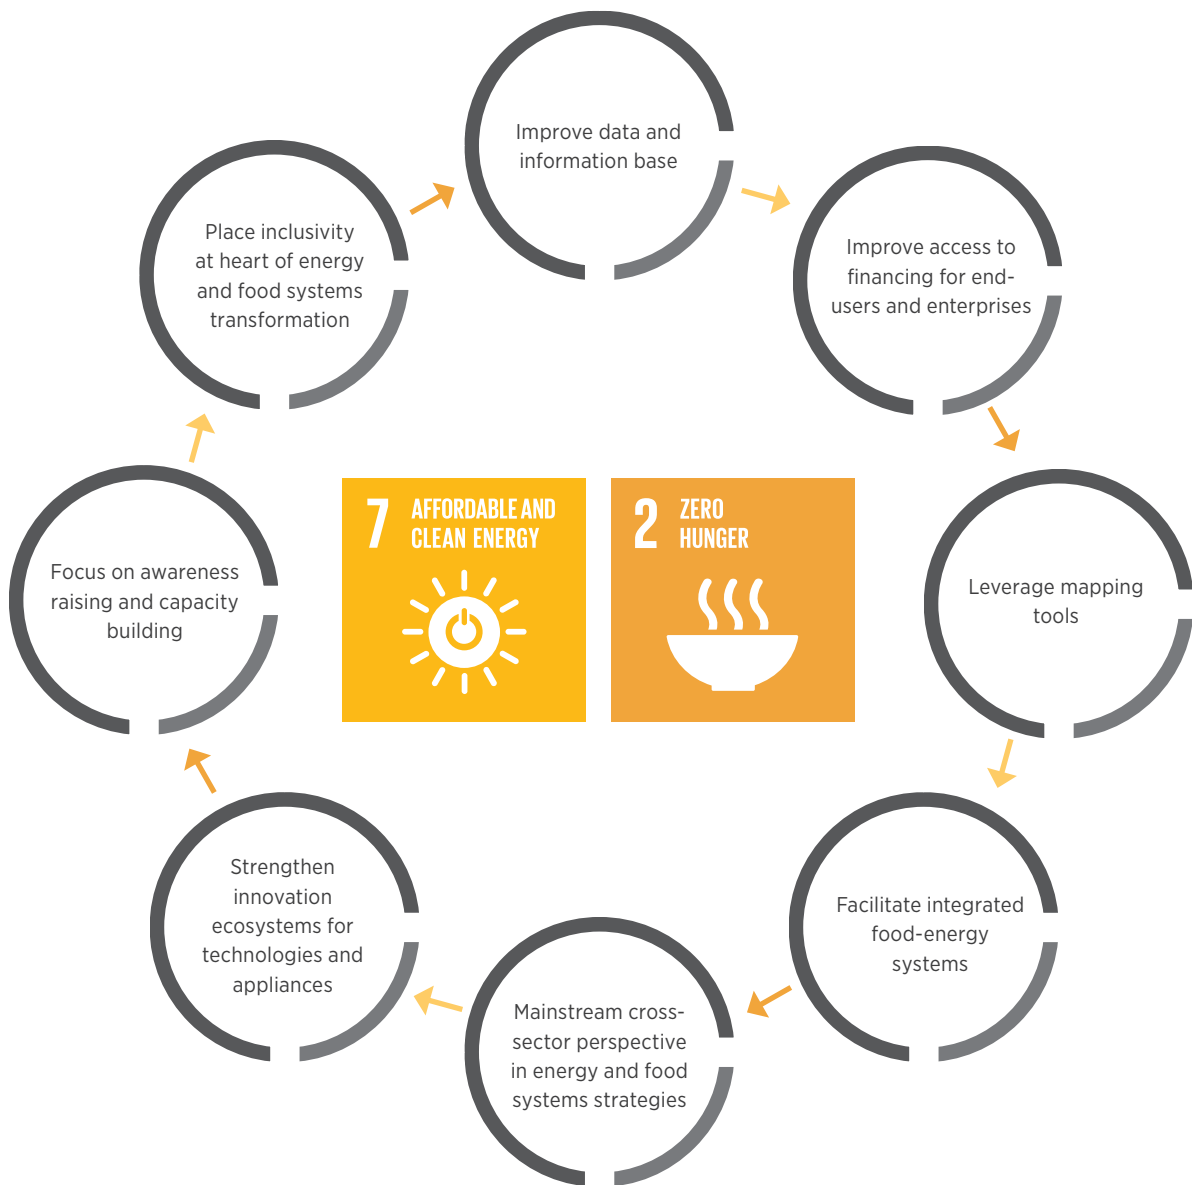 Improve data and
information base
Improve access to
financing for end-
users and enterprises
Leverage mapping
tools
Facilitate integrated
food-energy
systems
Mainstream cross-
sector perspective
in energy and food
systems strategies
Strengthen
innovation
ecosystems for
technologies and
appliances
Focus on awareness
raising and capacity
building
Place inclusivity
at heart of energy
and food systems
transformation
7 AFFORDABLE AND
CLEAN ENERGY
2 ZERO
HUNGER